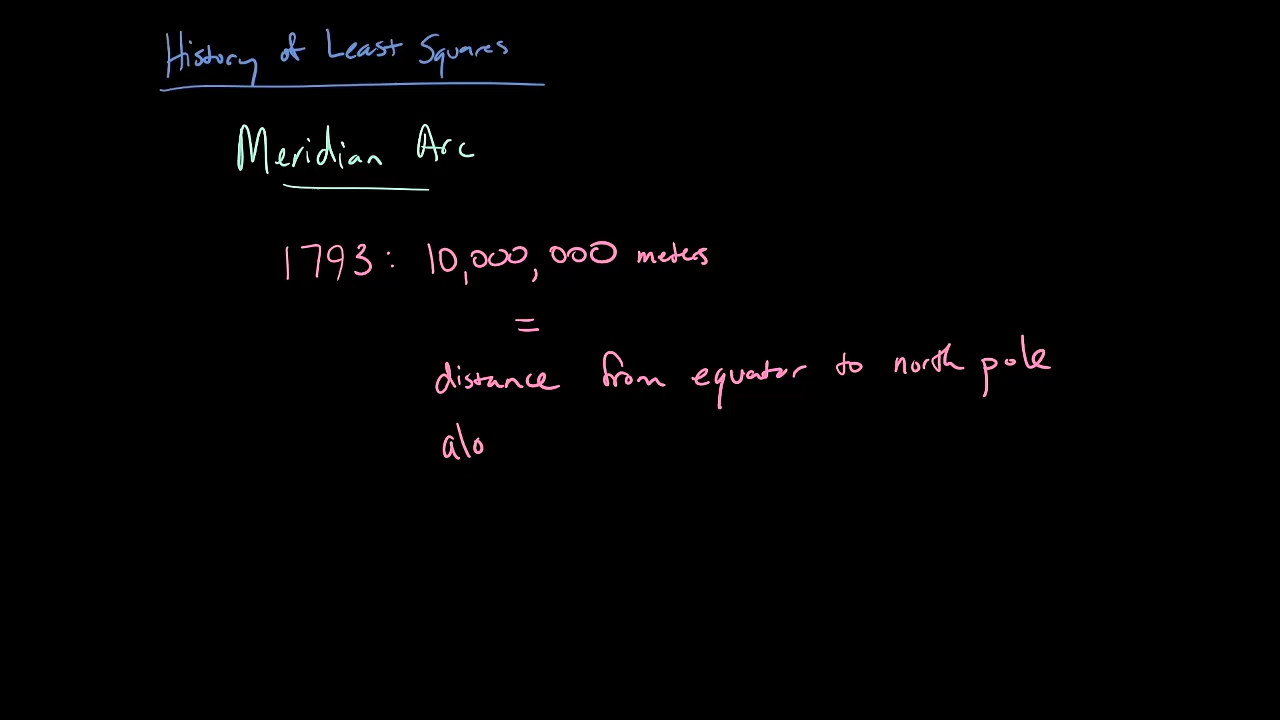 History of Least Squares
Meridian Arc
1793: 10,000,000 meters
=
distance from equator to north pole
alo